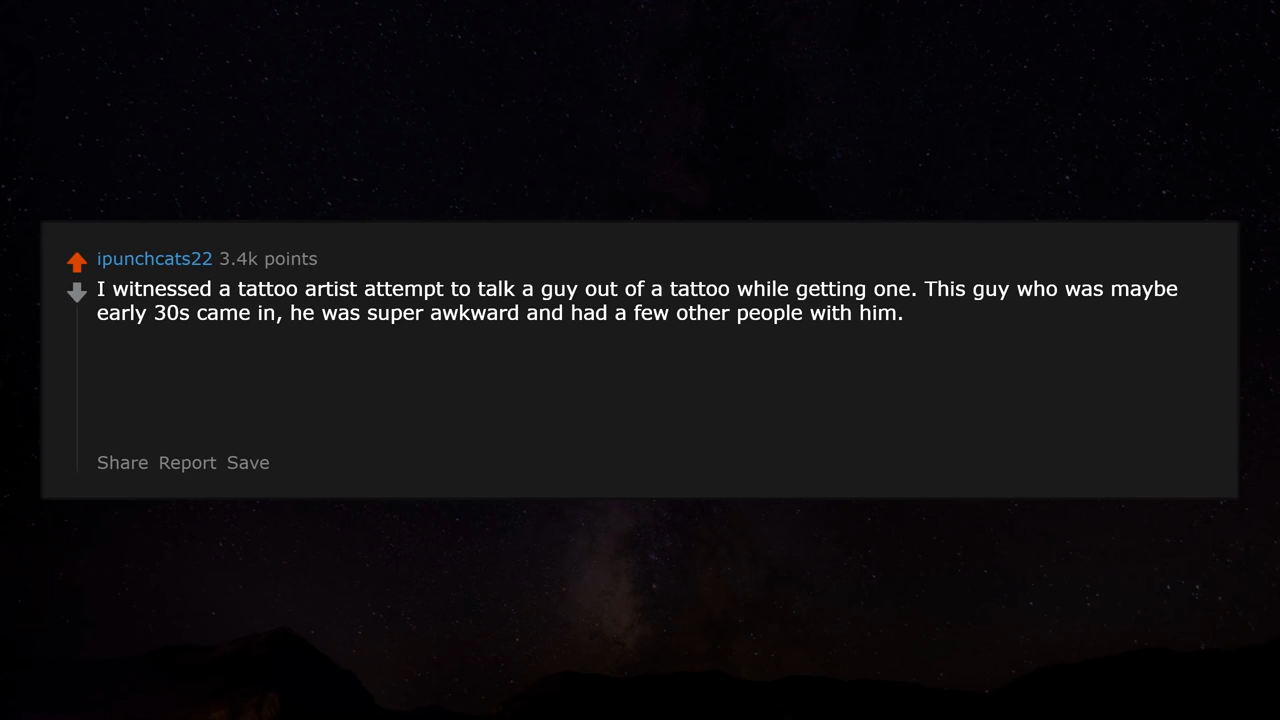 ipunchcats22 3.4k points
I witnessed a tattoo artist attempt to talk a guy out of a tattoo while getting one. This guy who was maybe
early 30s came in, he was super awkward and had a few other people with him.
Share Report Save